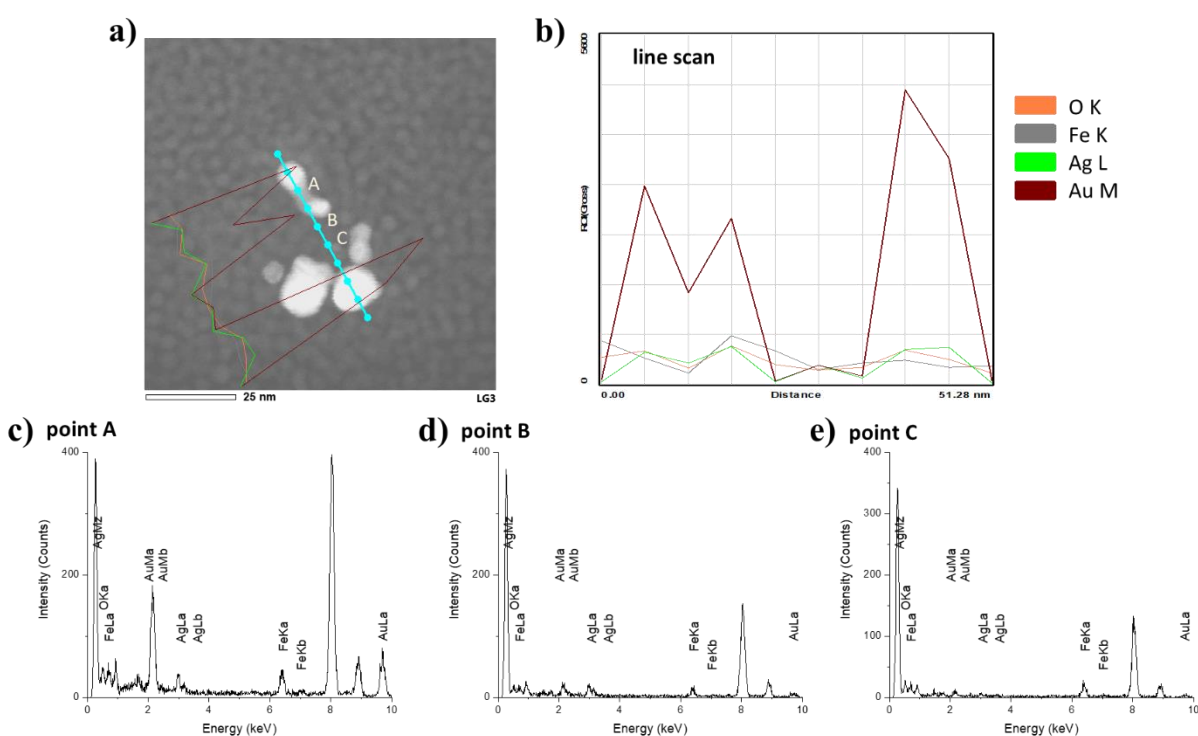 a)
A
B
C
25 nm
LG3
b)
line scan
5600
ROI(Gross)
0
0.00
Distance
51.28 nm
O K
Fe K
Ag L
Au M
c) point A
400
200
0
Intensity (Counts)
AgMz
OKa
FeLa
AuMa
AuMb
AgLa
AgLb
FeKa
FeKb
AuLa
0 2 4 6 8 10
Energy (keV)
d) point B
400
200
0
Intensity (Counts)
AgMz
OKa
FeLa
AuMa
AuMb
AgLa
AgLb
FeKa
FeKb
AuLa
0 2 4 6 8 10
Energy (keV)
e) point C
400
300
200
100
0
Intensity (Counts)
AgMz
OKa
FeLa
AuMa
AuMb
AgLa
AgLb
FeKa
FeKb
AuLa
0 2 4 6 8 10
Energy (keV)